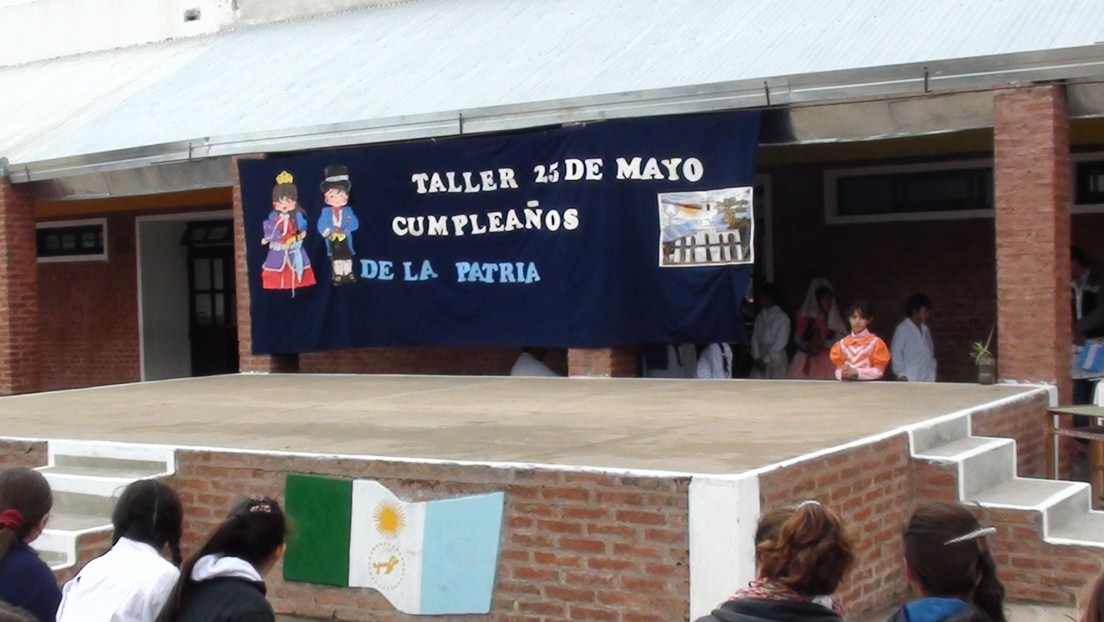 TALLER 25 DE MAYO
CUMPLEAÑOS
DE LA PATRIA